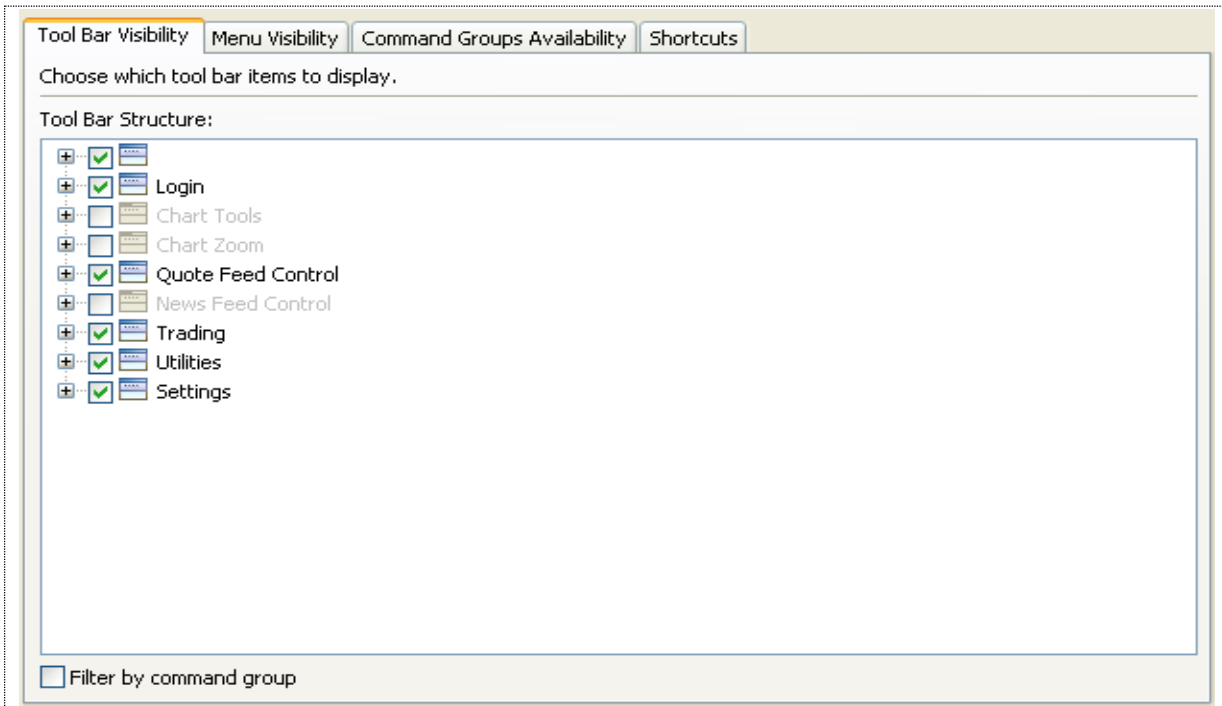 Tool Bar Visibility Menu Visibility Command Groups Availability Shortcuts
Choose which tool bar items to display.
Tool Bar Structure:
Login
Chart Tools
Chart Zoom
Quote Feed Control
News Feed Control
Trading
Utilities
Settings
Filter by command group